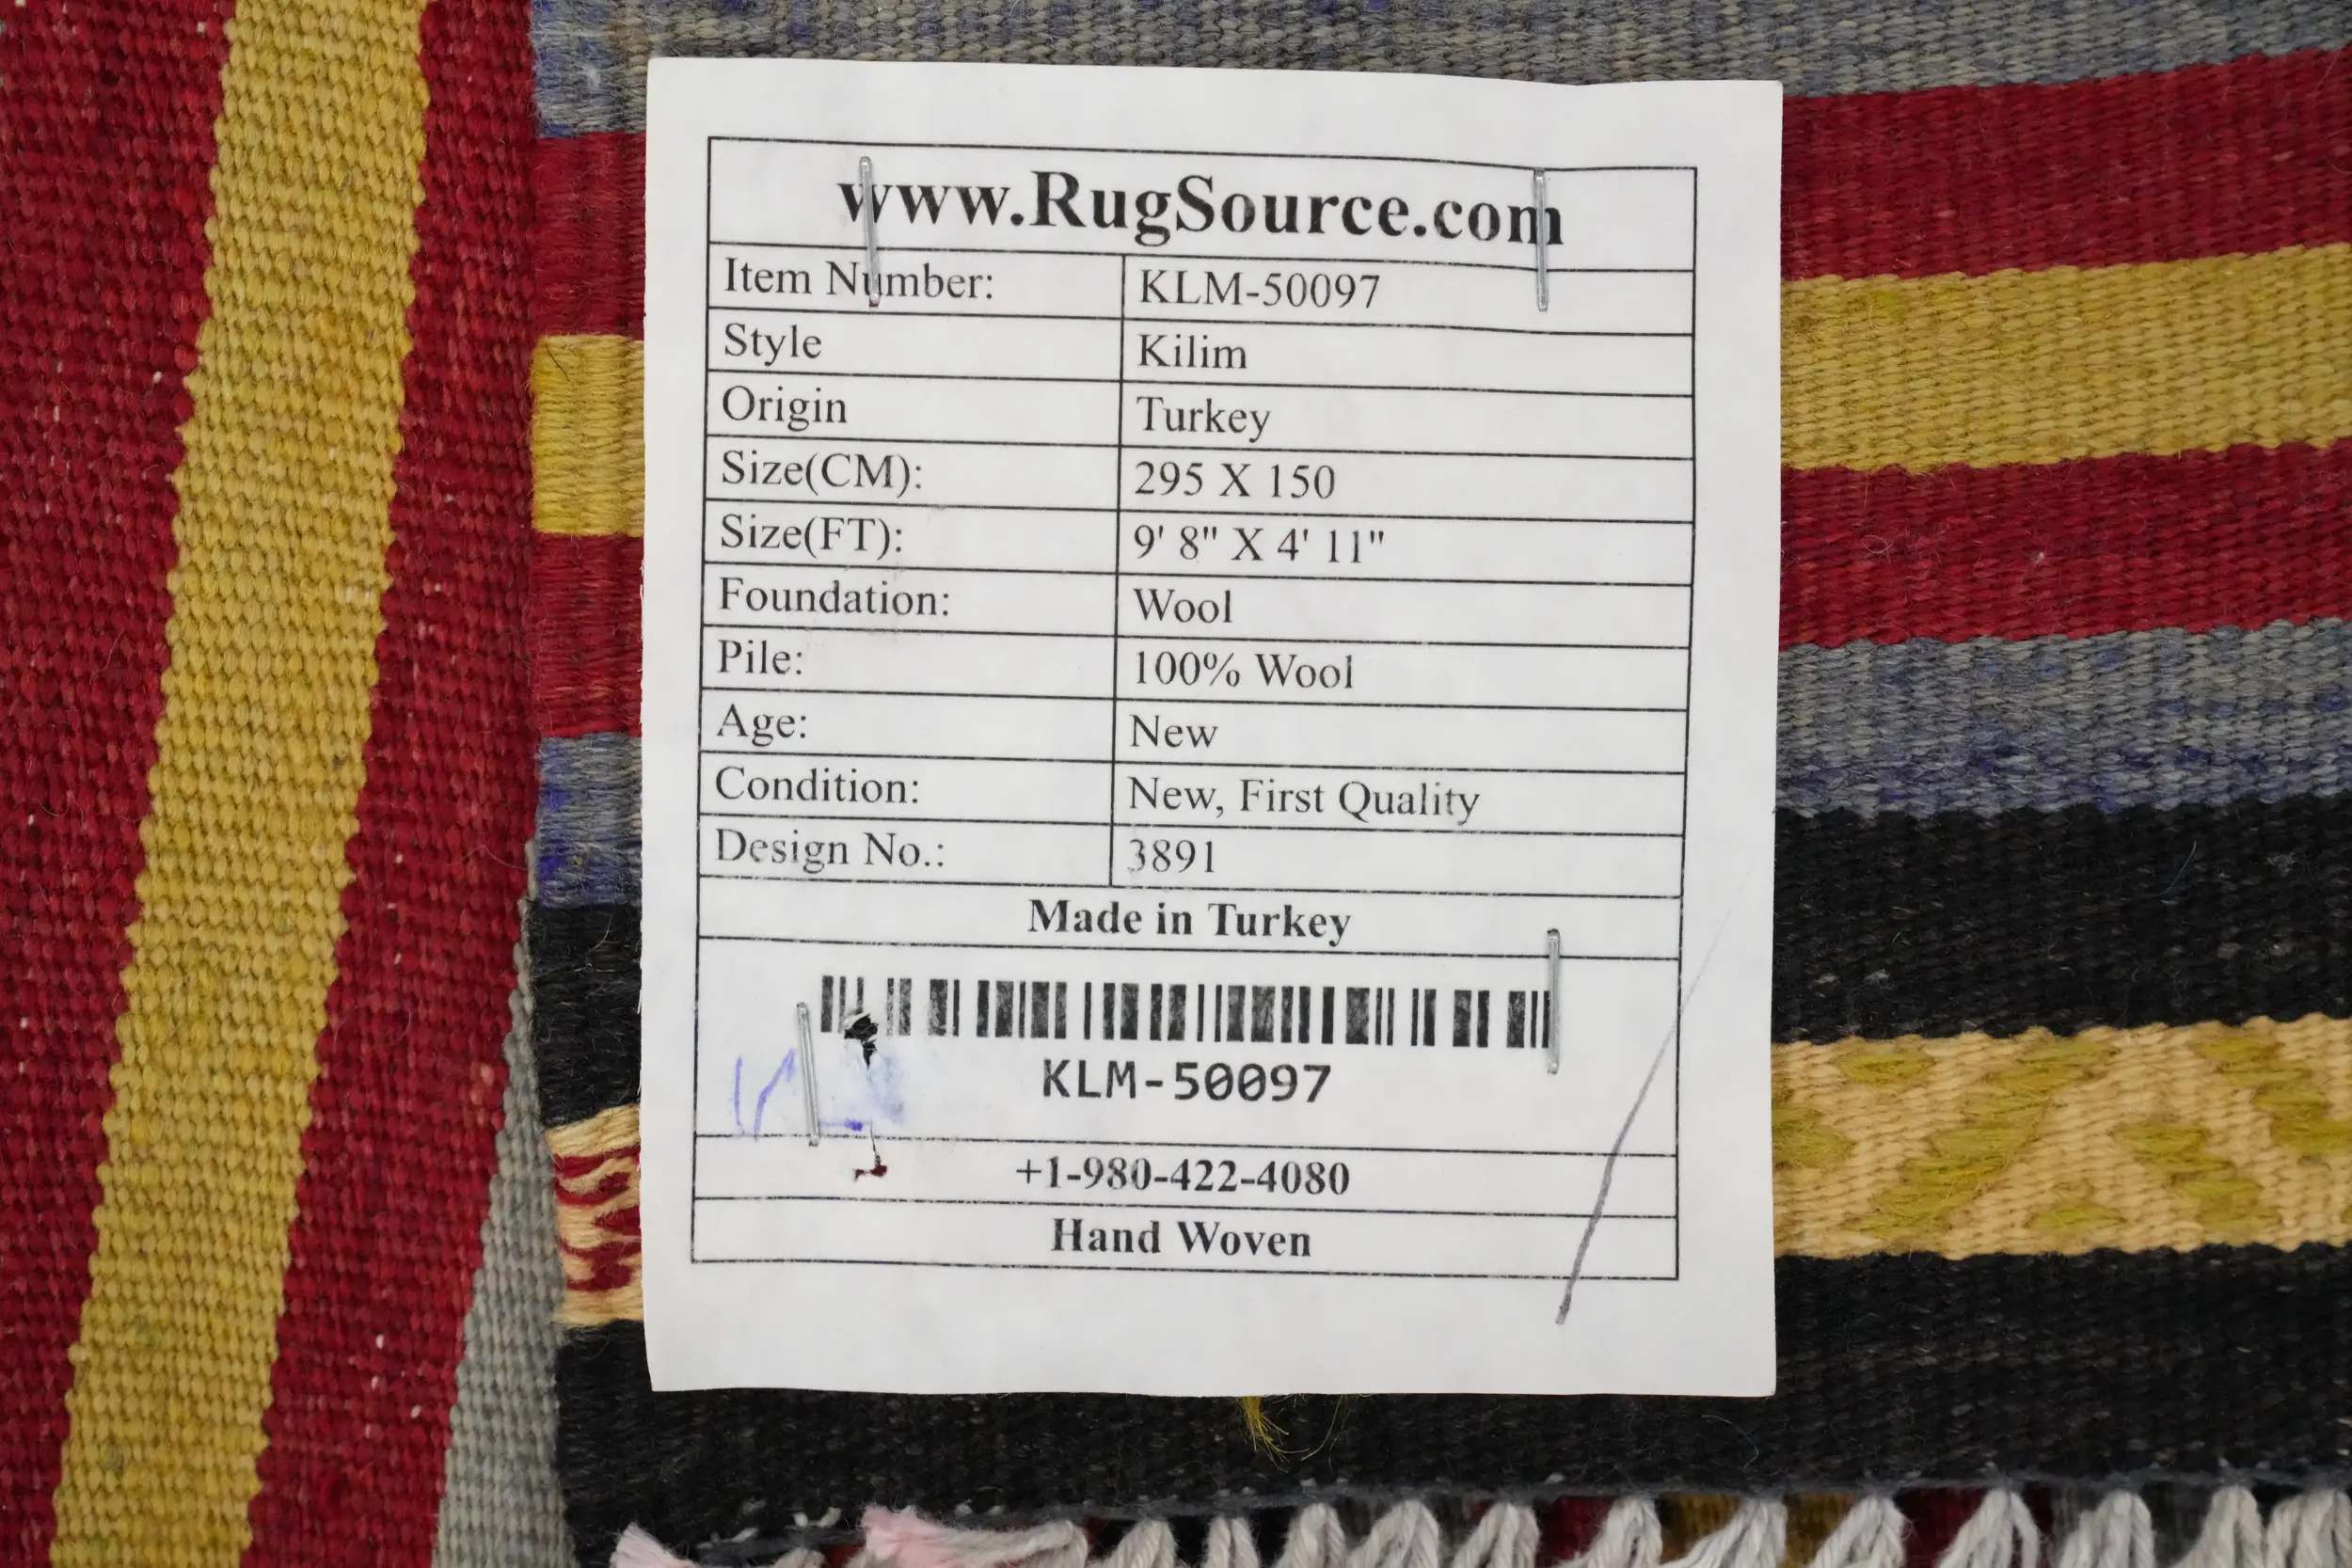 www.RugSource.com
Item Number: KLM-50097
Style Kilim
Origin Turkey
Size(CM): 295 X 150
Size(FT): 9' 8" X 4' 11"
Foundation: Wool
Pile: 100% Wool
Age: New
Condition: New, First Quality
Design No.: 3891
Made in Turkey
KLM-50097
+1-980-422-4080
Hand Woven